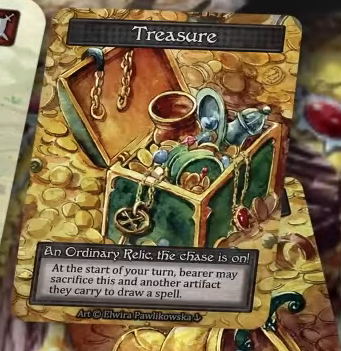 Treasure
An Ordinary Relic, the chase is on!
At the start of your turn, bearer may
sacrifice this and another artifact
they carry to draw a spell.
Art © Elwira Pawlikowska